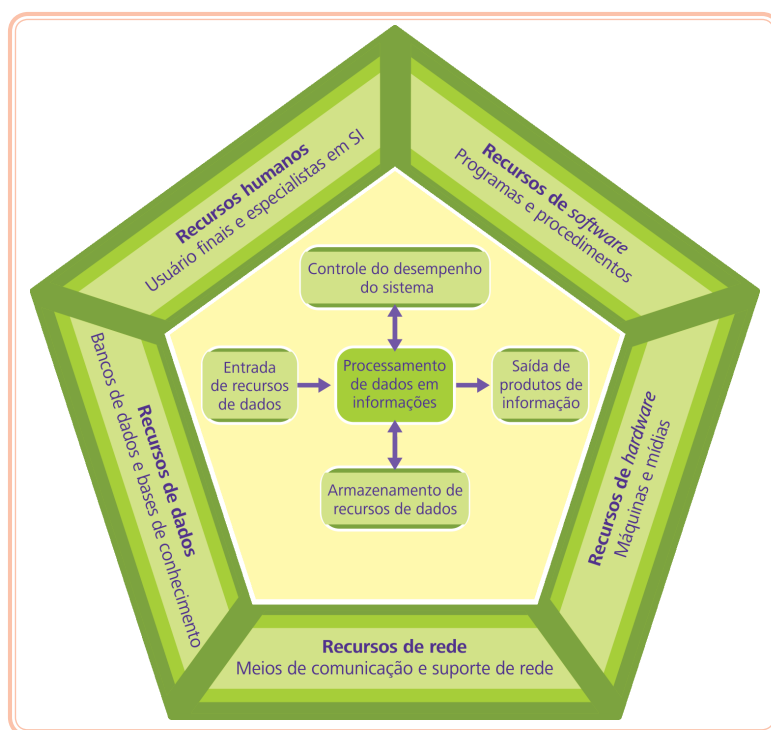 Recursos humanos
Usuário finais e especialistas em SI
Recursos de software
Programas e procedimentos
Controle do desempenho
do sistema
Entrada
de recursos
de dados
Processamento
de dados em
informações
Saída de
produtos de
informação
Armazenamento de
recursos de dados
Recursos de dados
Bancos de dados e bases de conhecimento
Recursos de hardware
Máquinas e mídias
Recursos de rede
Meios de comunicação e suporte de rede